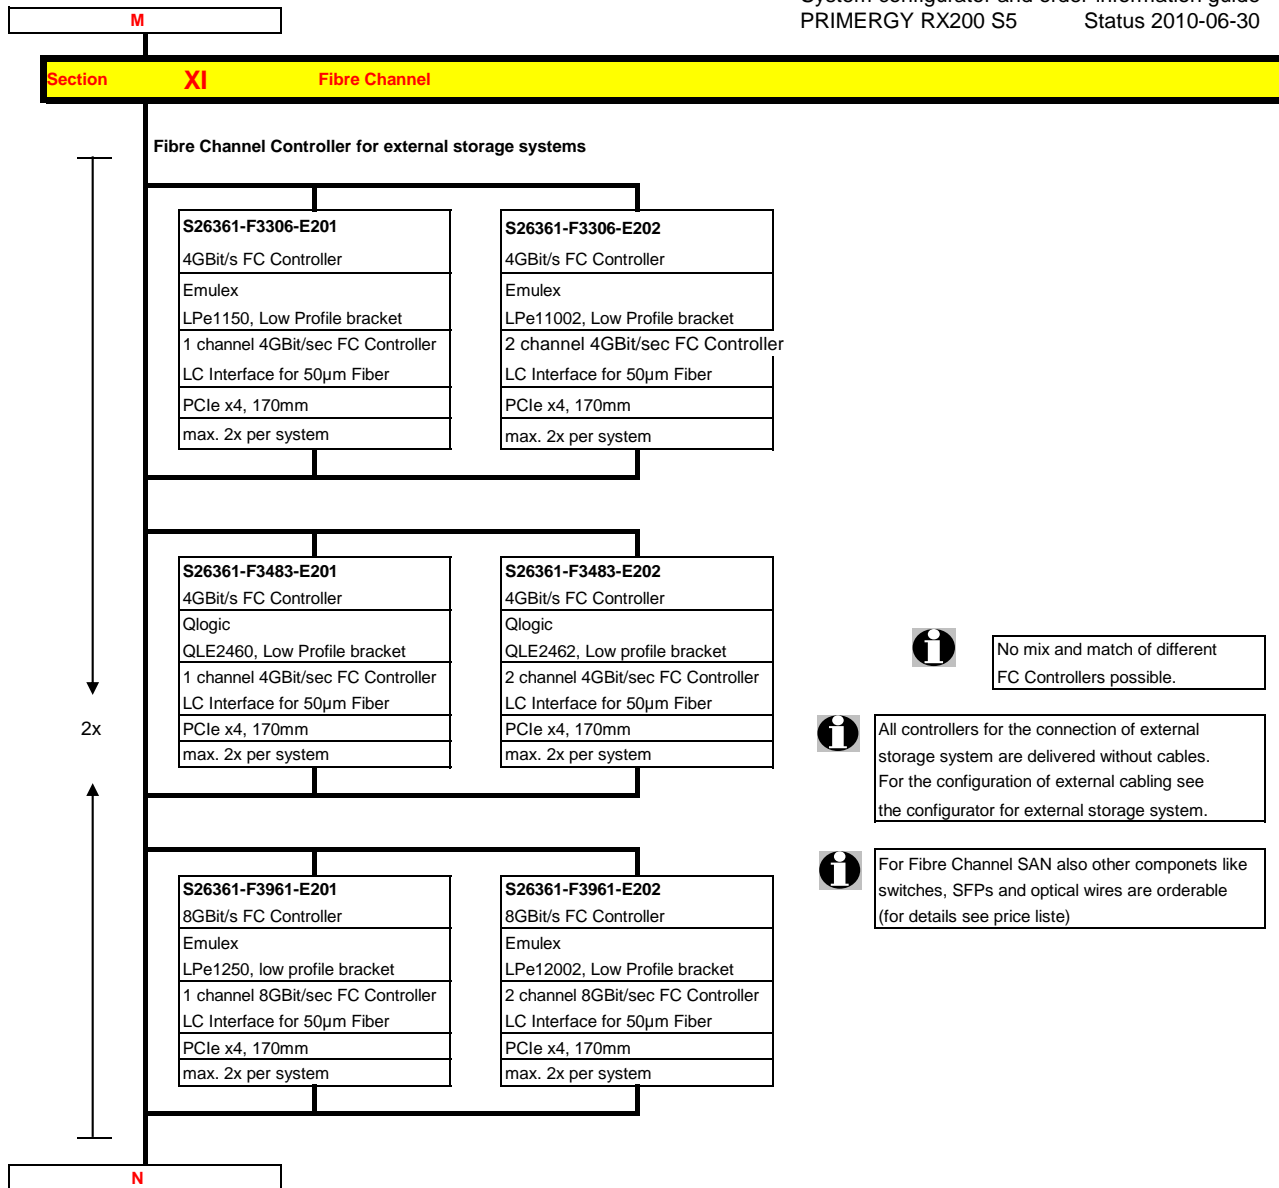 System configurator and order information guide
PRIMERGY RX200 S5 Status 2010-06-30
M
Section XI Fibre Channel
Fibre Channel Controller for external storage systems
S26361-F3306-E201
4GBit/s FC Controller
Emulex
LPe1150, Low Profile bracket
1 channel 4GBit/sec FC Controller
LC Interface for 50µm Fiber
PCIe x4, 170mm
max. 2x per system
S26361-F3306-E202
4GBit/s FC Controller
Emulex
LPe11002, Low Profile bracket
2 channel 4GBit/sec FC Controller
LC Interface for 50µm Fiber
PCIe x4, 170mm
max. 2x per system
S26361-F3483-E201
4GBit/s FC Controller
Qlogic
QLE2460, Low Profile bracket
1 channel 4GBit/sec FC Controller
LC Interface for 50µm Fiber
PCIe x4, 170mm
max. 2x per system
S26361-F3483-E202
4GBit/s FC Controller
Qlogic
QLE2462, Low profile bracket
2 channel 4GBit/sec FC Controller
LC Interface for 50µm Fiber
PCIe x4, 170mm
max. 2x per system
2x
No mix and match of different
FC Controllers possible.
All controllers for the connection of external
storage system are delivered without cables.
For the configuration of external cabling see
the configurator for external storage system.
For Fibre Channel SAN also other componets like
switches, SFPs and optical wires are orderable
(for details see price liste)
S26361-F3961-E201
8GBit/s FC Controller
Emulex
LPe1250, low profile bracket
1 channel 8GBit/sec FC Controller
LC Interface for 50µm Fiber
PCIe x4, 170mm
max. 2x per system
S26361-F3961-E202
8GBit/s FC Controller
Emulex
LPe12002, Low Profile bracket
2 channel 8GBit/sec FC Controller
LC Interface for 50µm Fiber
PCIe x4, 170mm
max. 2x per system
N